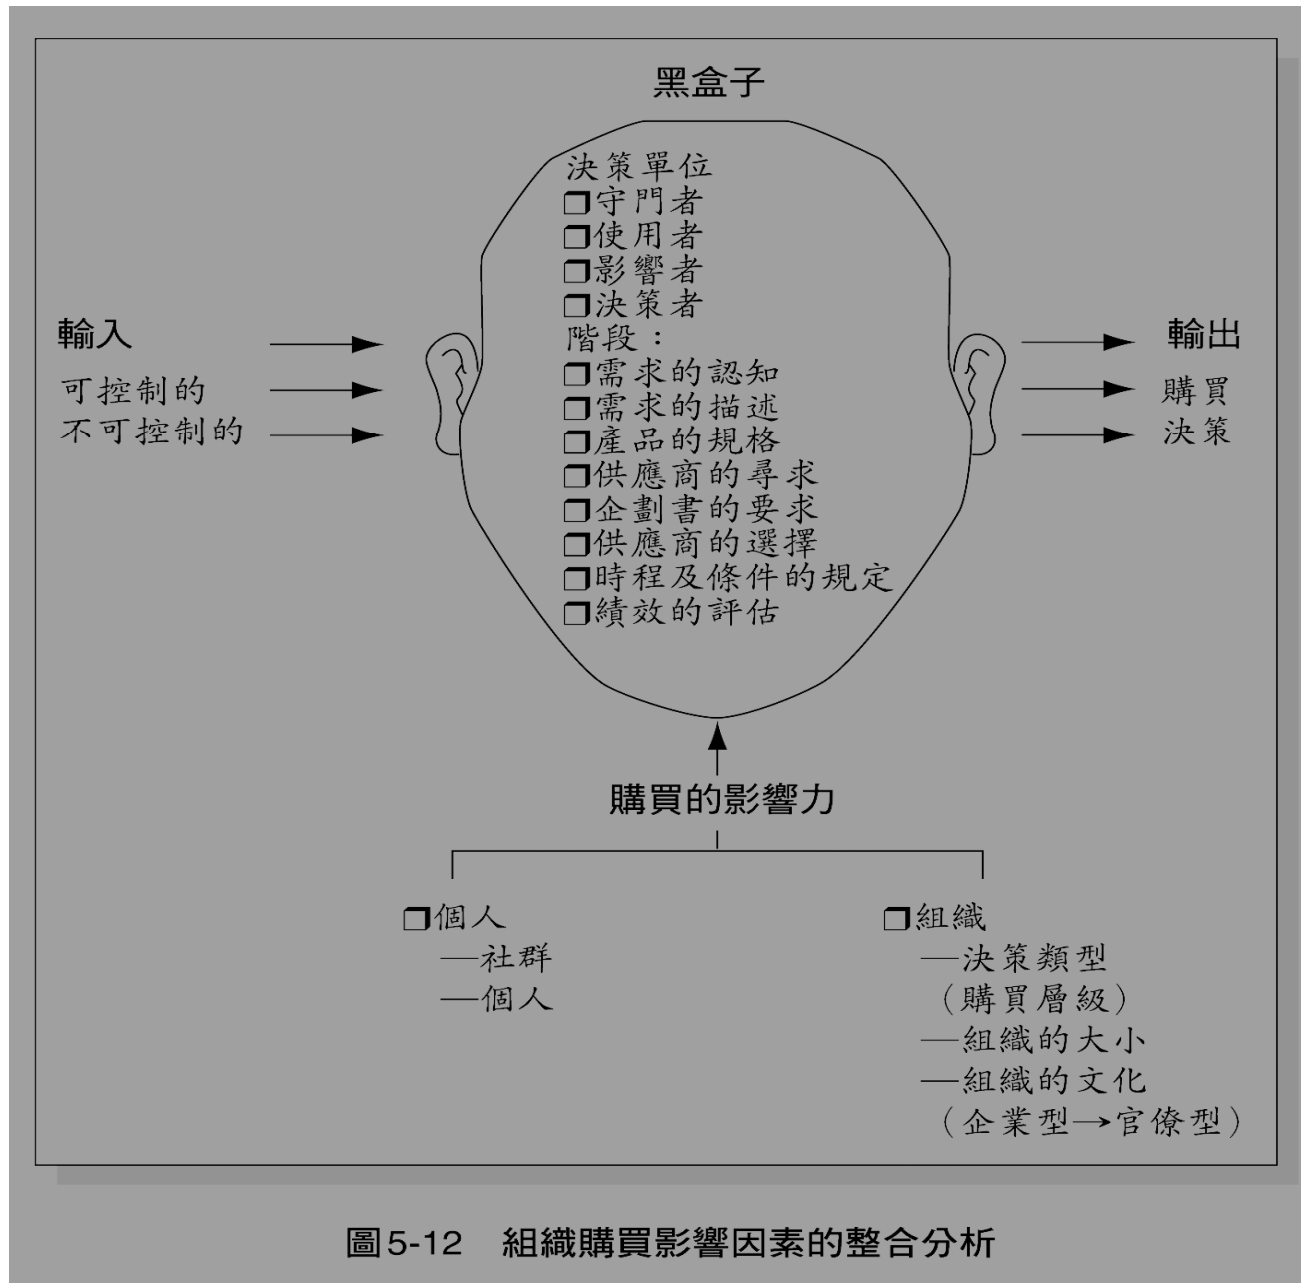 黑盒子
決策單位
❒守門者
❒使用者
❒影響者
❒決策者
階段：
❒需求的認知
❒需求的描述
❒產品的規格
❒供應商的尋求
❒企劃書的要求
❒供應商的選擇
❒時程及條件的規定
❒績效的評估
輸入
可控制的
不可控制的
輸出
購買
決策
購買的影響力
❒個人
—社群
—個人
❒組織
—決策類型
（購買層級）
—組織的大小
—組織的文化
（企業型→官僚型）
圖5-12 組織購買影響因素的整合分析